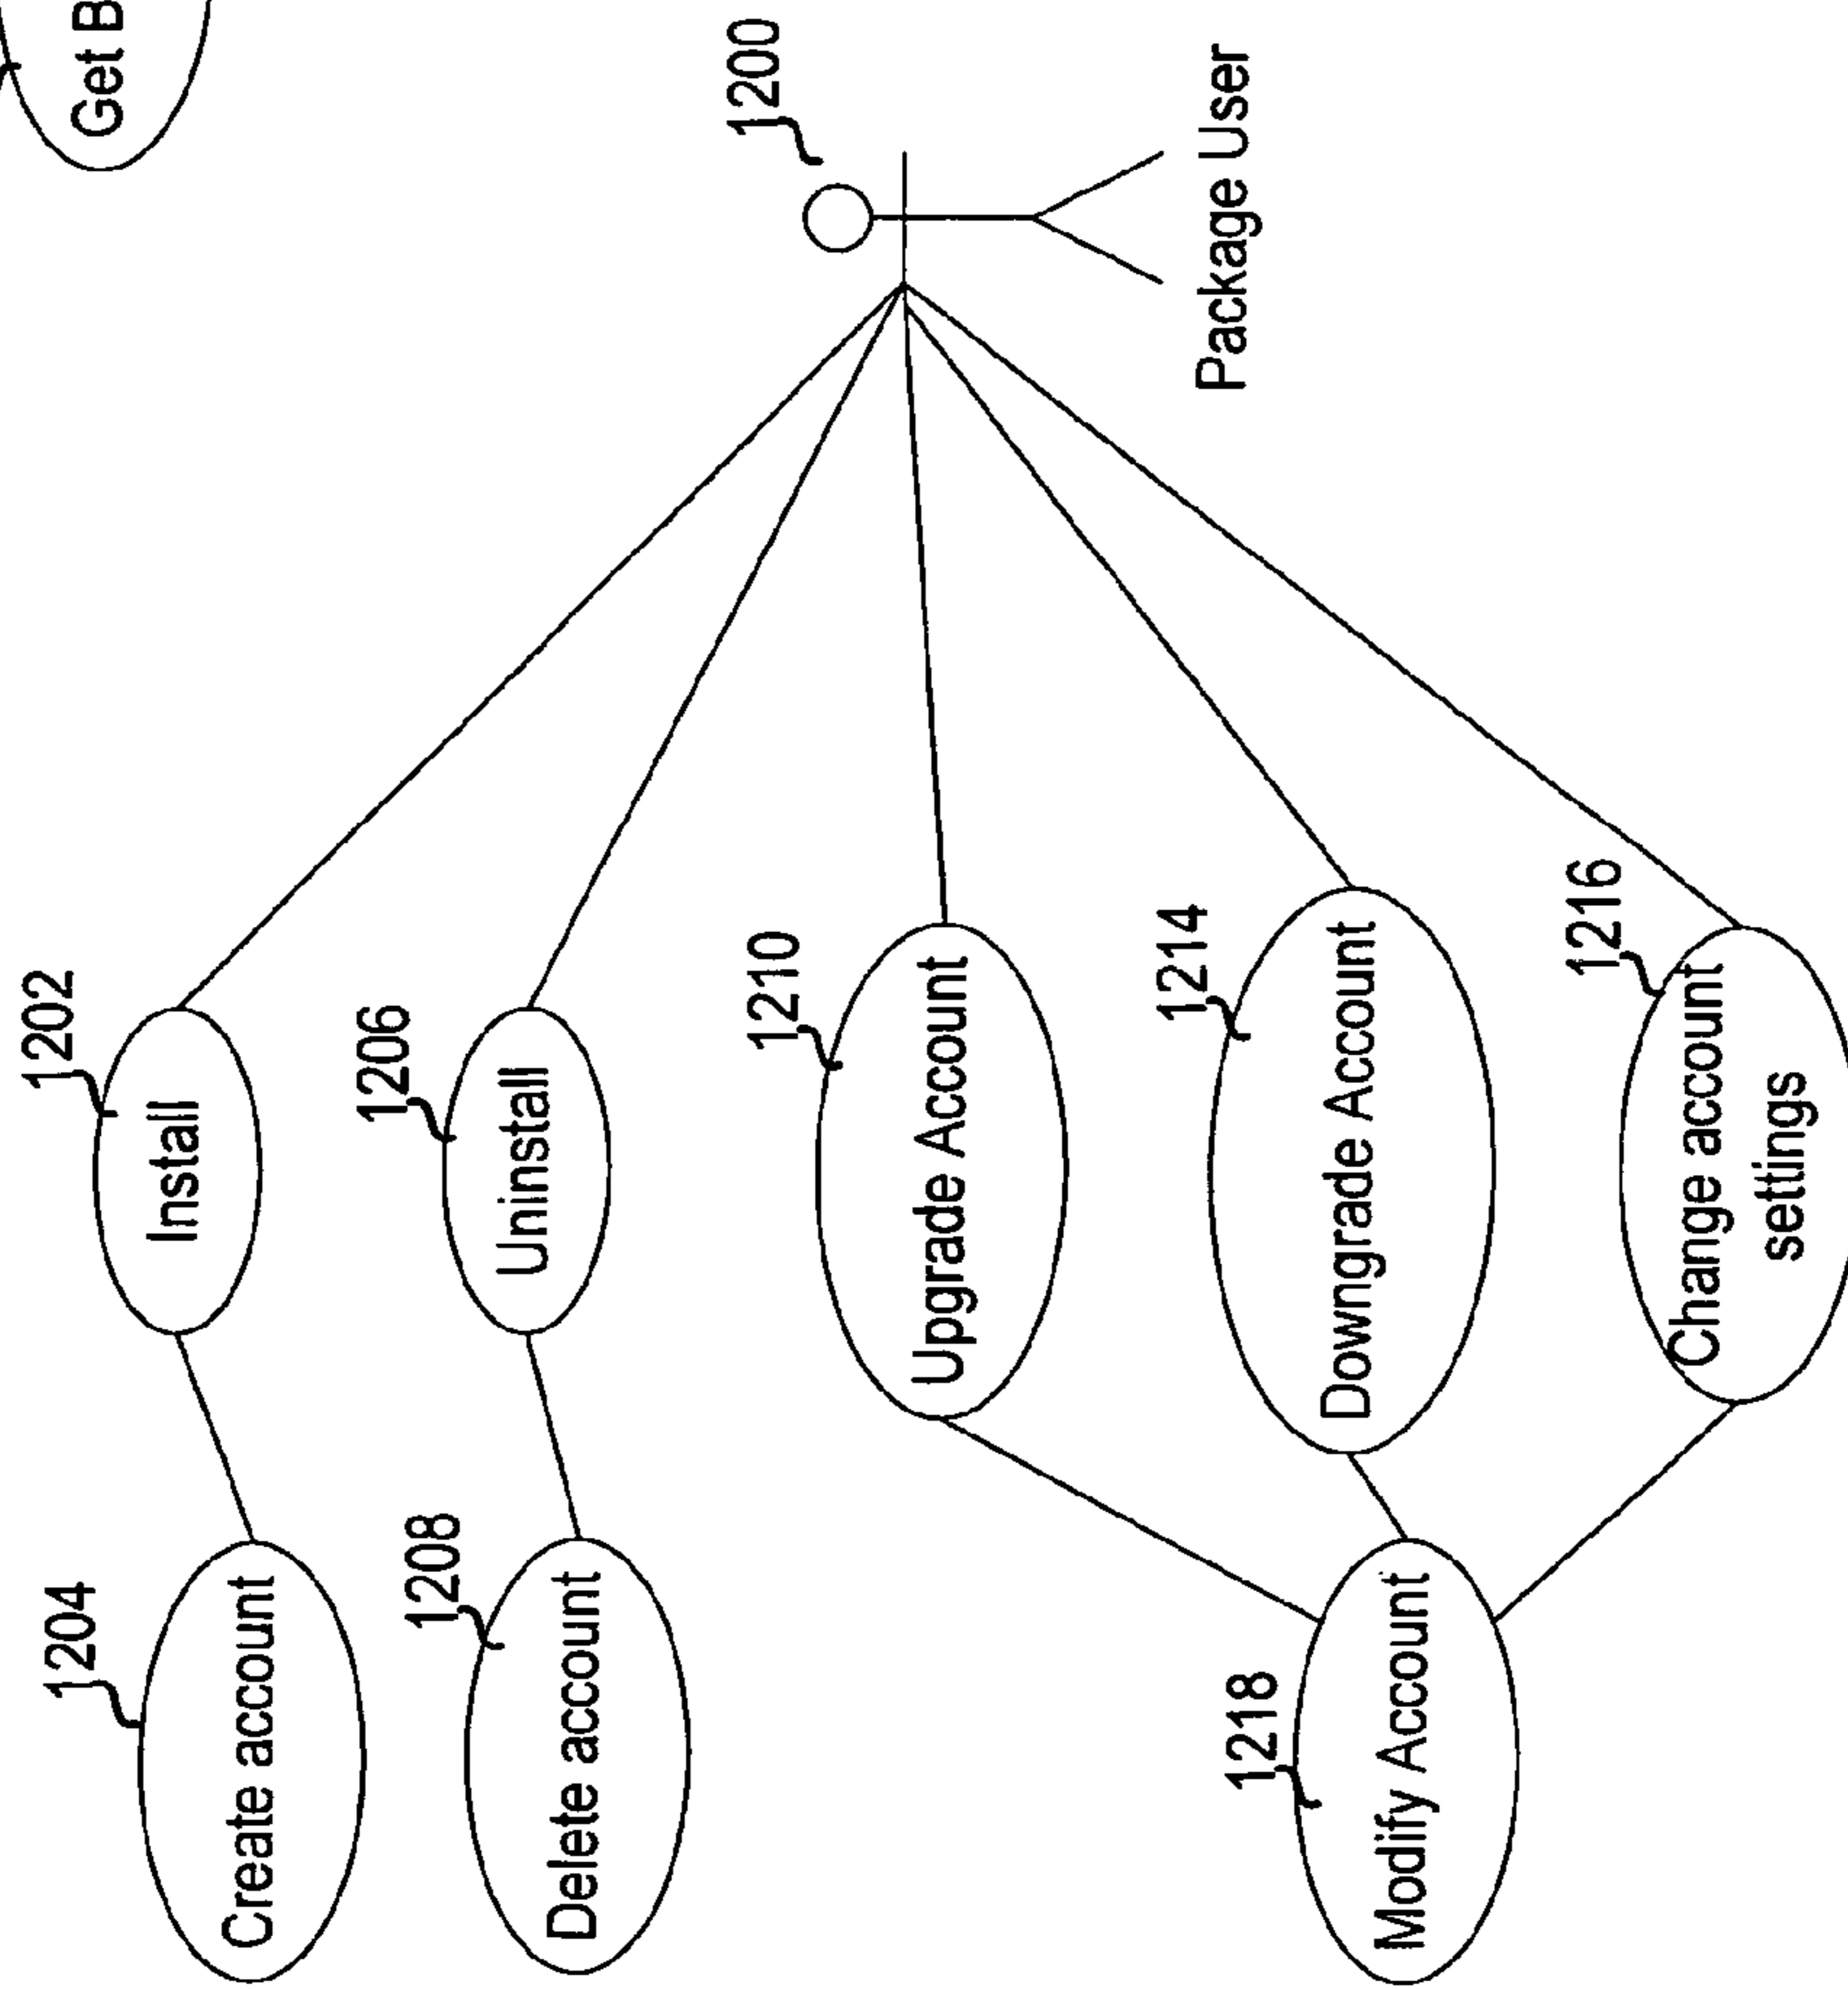 Get B
1200
Package User
1202
Install
1204
Create account
1206
Uninstall
1208
Delete account
1210
Upgrade Account
1214
Downgrade Account
1216
Change account
settings
1218
Modify Account